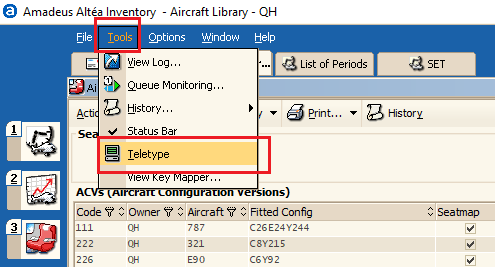 Amadeus Altéa Inventory - Aircraft Library - QH
File Tools Options Window Help
View Log...
List of Periods
SET
Queue Monitoring...
Ai
History...
Actio
Print...
History
Status Bar
1
Sea
Teletype
View Key Mapper...
2
ACVs (Aircraft Configuration Versions)
Code Owner Aircraft Fitted Config Seatmap
3
111 QH 787 C26E24Y244
222 QH 321 C8Y215
226 QH E90 C6Y92